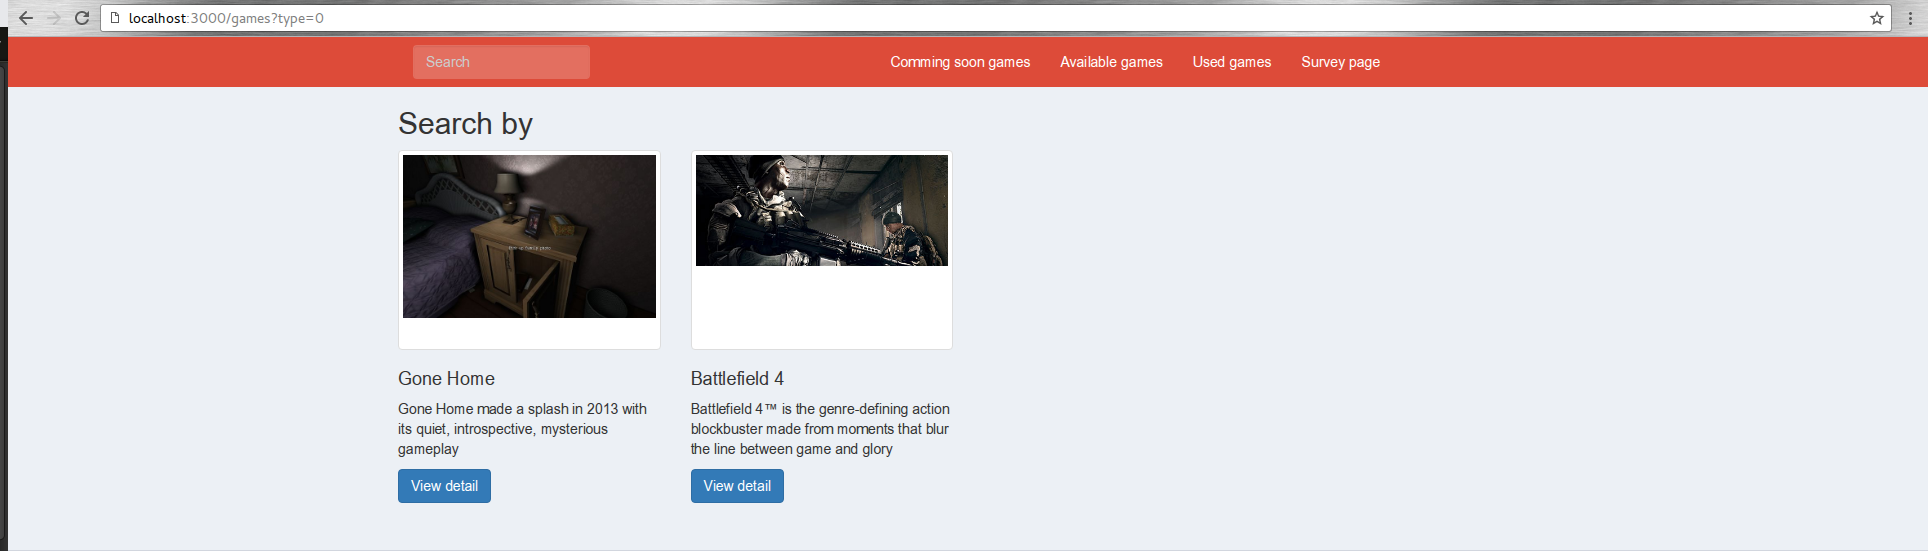 localhost:3000/games?type=0
Search
Comming soon games
Available games
Used games
Survey page
Search by
Gone Home
Gone Home made a splash in 2013 with
its quiet, introspective, mysterious
gameplay
View detail
Battlefield 4
Battlefield 4™ is the genre-defining action
blockbuster made from moments that blur
the line between game and glory
View detail